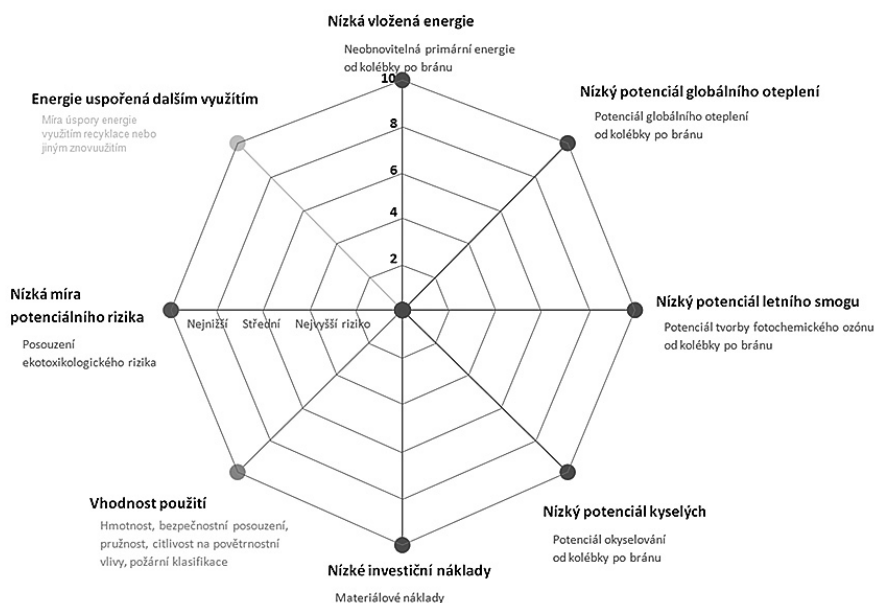 Nízká vložená energie
Neobnovitelná primární energie
od kolébky po bránu
Nízký potenciál globálního oteplení
Potenciál globálního oteplení
od kolébky po bránu
Energie uspořená dalším využítím
Míra úspory energie
využitím recyklace nebo
jiným znovuužitím
10
8
6
4
2
Nízká míra
potenciálního rizika
Posouzení
ekotoxikologického rizika
Nejnižší Střední Nejvyšší riziko
Nízký potenciál letního smogu
Potenciál tvorby fotochemického ozónu
od kolébky po bránu
Vhodnost použití
Hmotnost, bezpečnostní posouzení,
pružnost, citlivost na povětrnostní
vlivy, požární klasifikace
Nízký potenciál kyselých
Potenciál okyselování
od kolébky po bránu
Nízké investiční náklady
Materiálové náklady